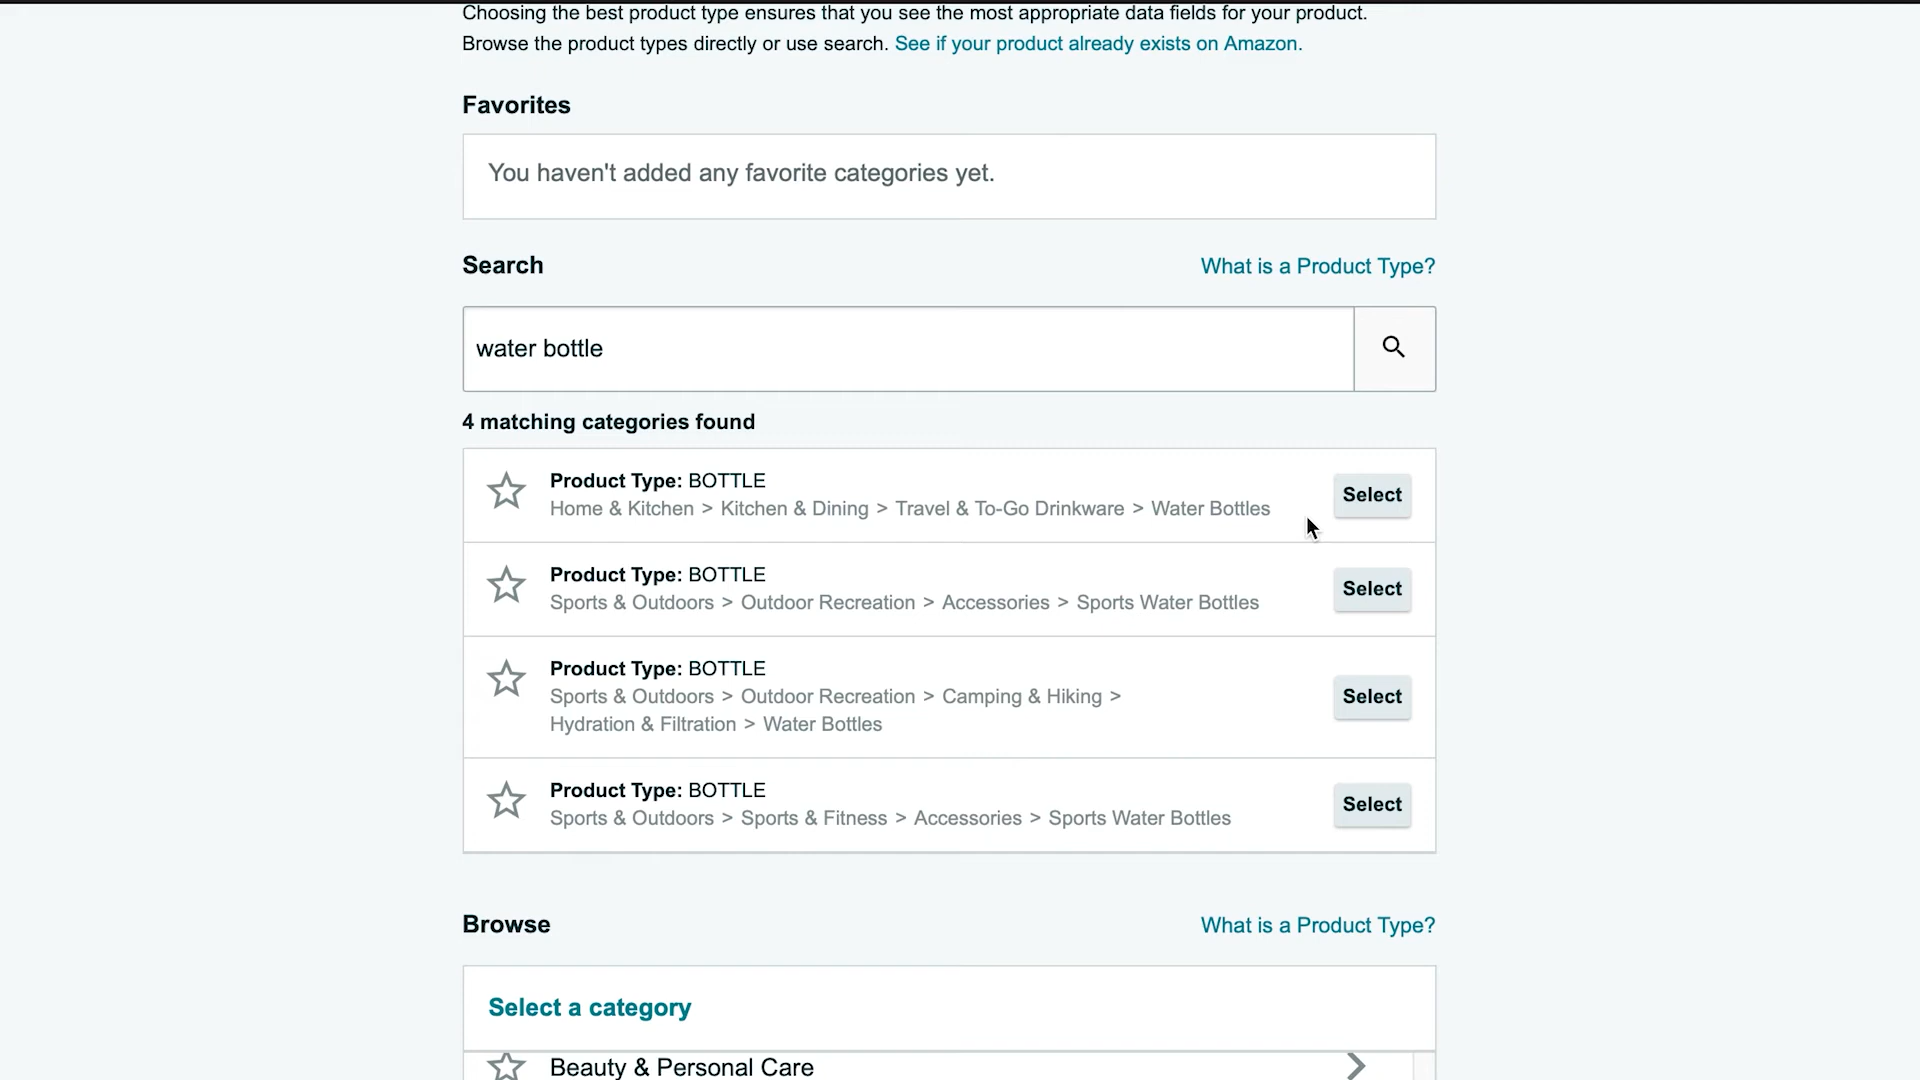 Choosing the best product type ensures that you see the most appropriate data fields for your product.
Browse the product types directly or use search. See if your product already exists on Amazon.
Favorites
You haven't added any favorite categories yet.
Search
What is a Product Type?
water bottle
4 matching categories found
Product Type: BOTTLE
Home & Kitchen > Kitchen & Dining > Travel & To-Go Drinkware > Water Bottles
Select
Product Type: BOTTLE
Sports & Outdoors > Outdoor Recreation > Accessories > Sports Water Bottles
Select
Product Type: BOTTLE
Sports & Outdoors > Outdoor Recreation > Camping & Hiking >
Hydration & Filtration > Water Bottles
Select
Product Type: BOTTLE
Sports & Outdoors > Sports & Fitness > Accessories > Sports Water Bottles
Select
Browse
What is a Product Type?
Select a category
Beauty & Personal Care